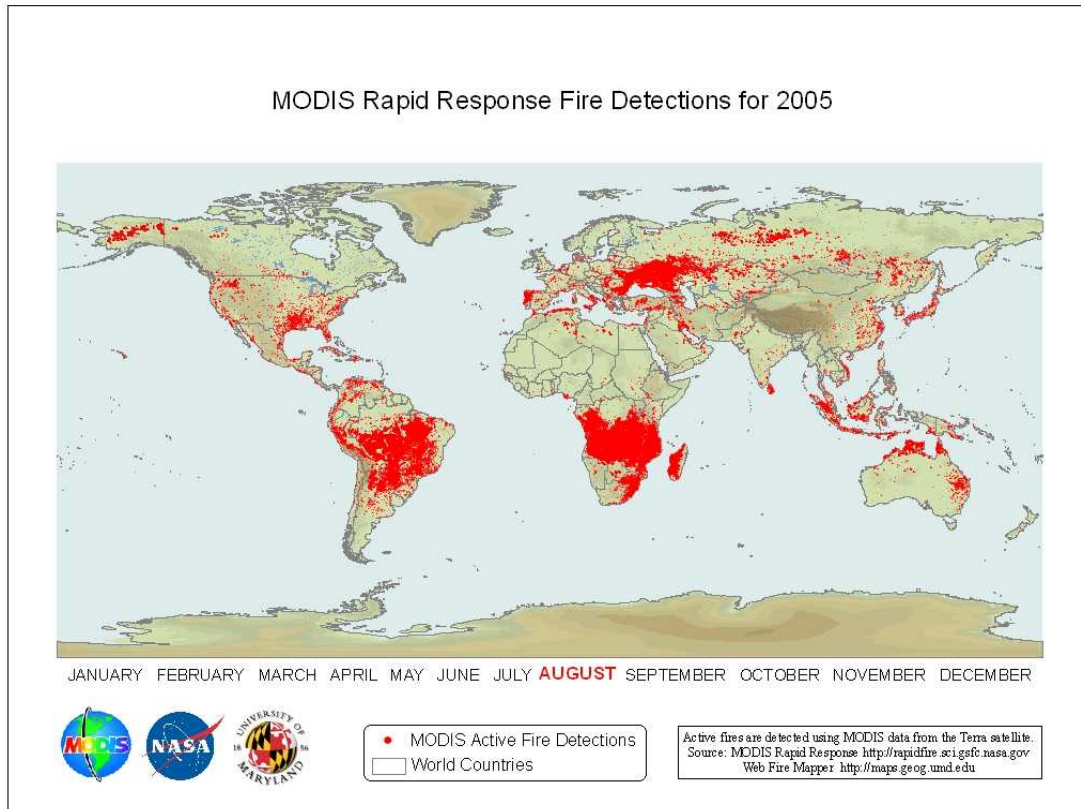 MODIS Rapid Response Fire Detections for 2005
JANUARY FEBRUARY MARCH APRIL MAY JUNE JULY AUGUST SEPTEMBER OCTOBER NOVEMBER DECEMBER
MODIS
NASA
UNIVERSITY OF
18 56
MARYLAND
MODIS Active Fire Detections
World Countries
Active fires are detected using MODIS data from the Terra satellite.
Source: MODIS Rapid Response http://rapidfire.sci.gsfc.nasa.gov
Web Fire Mapper http://maps.geog.umd.edu